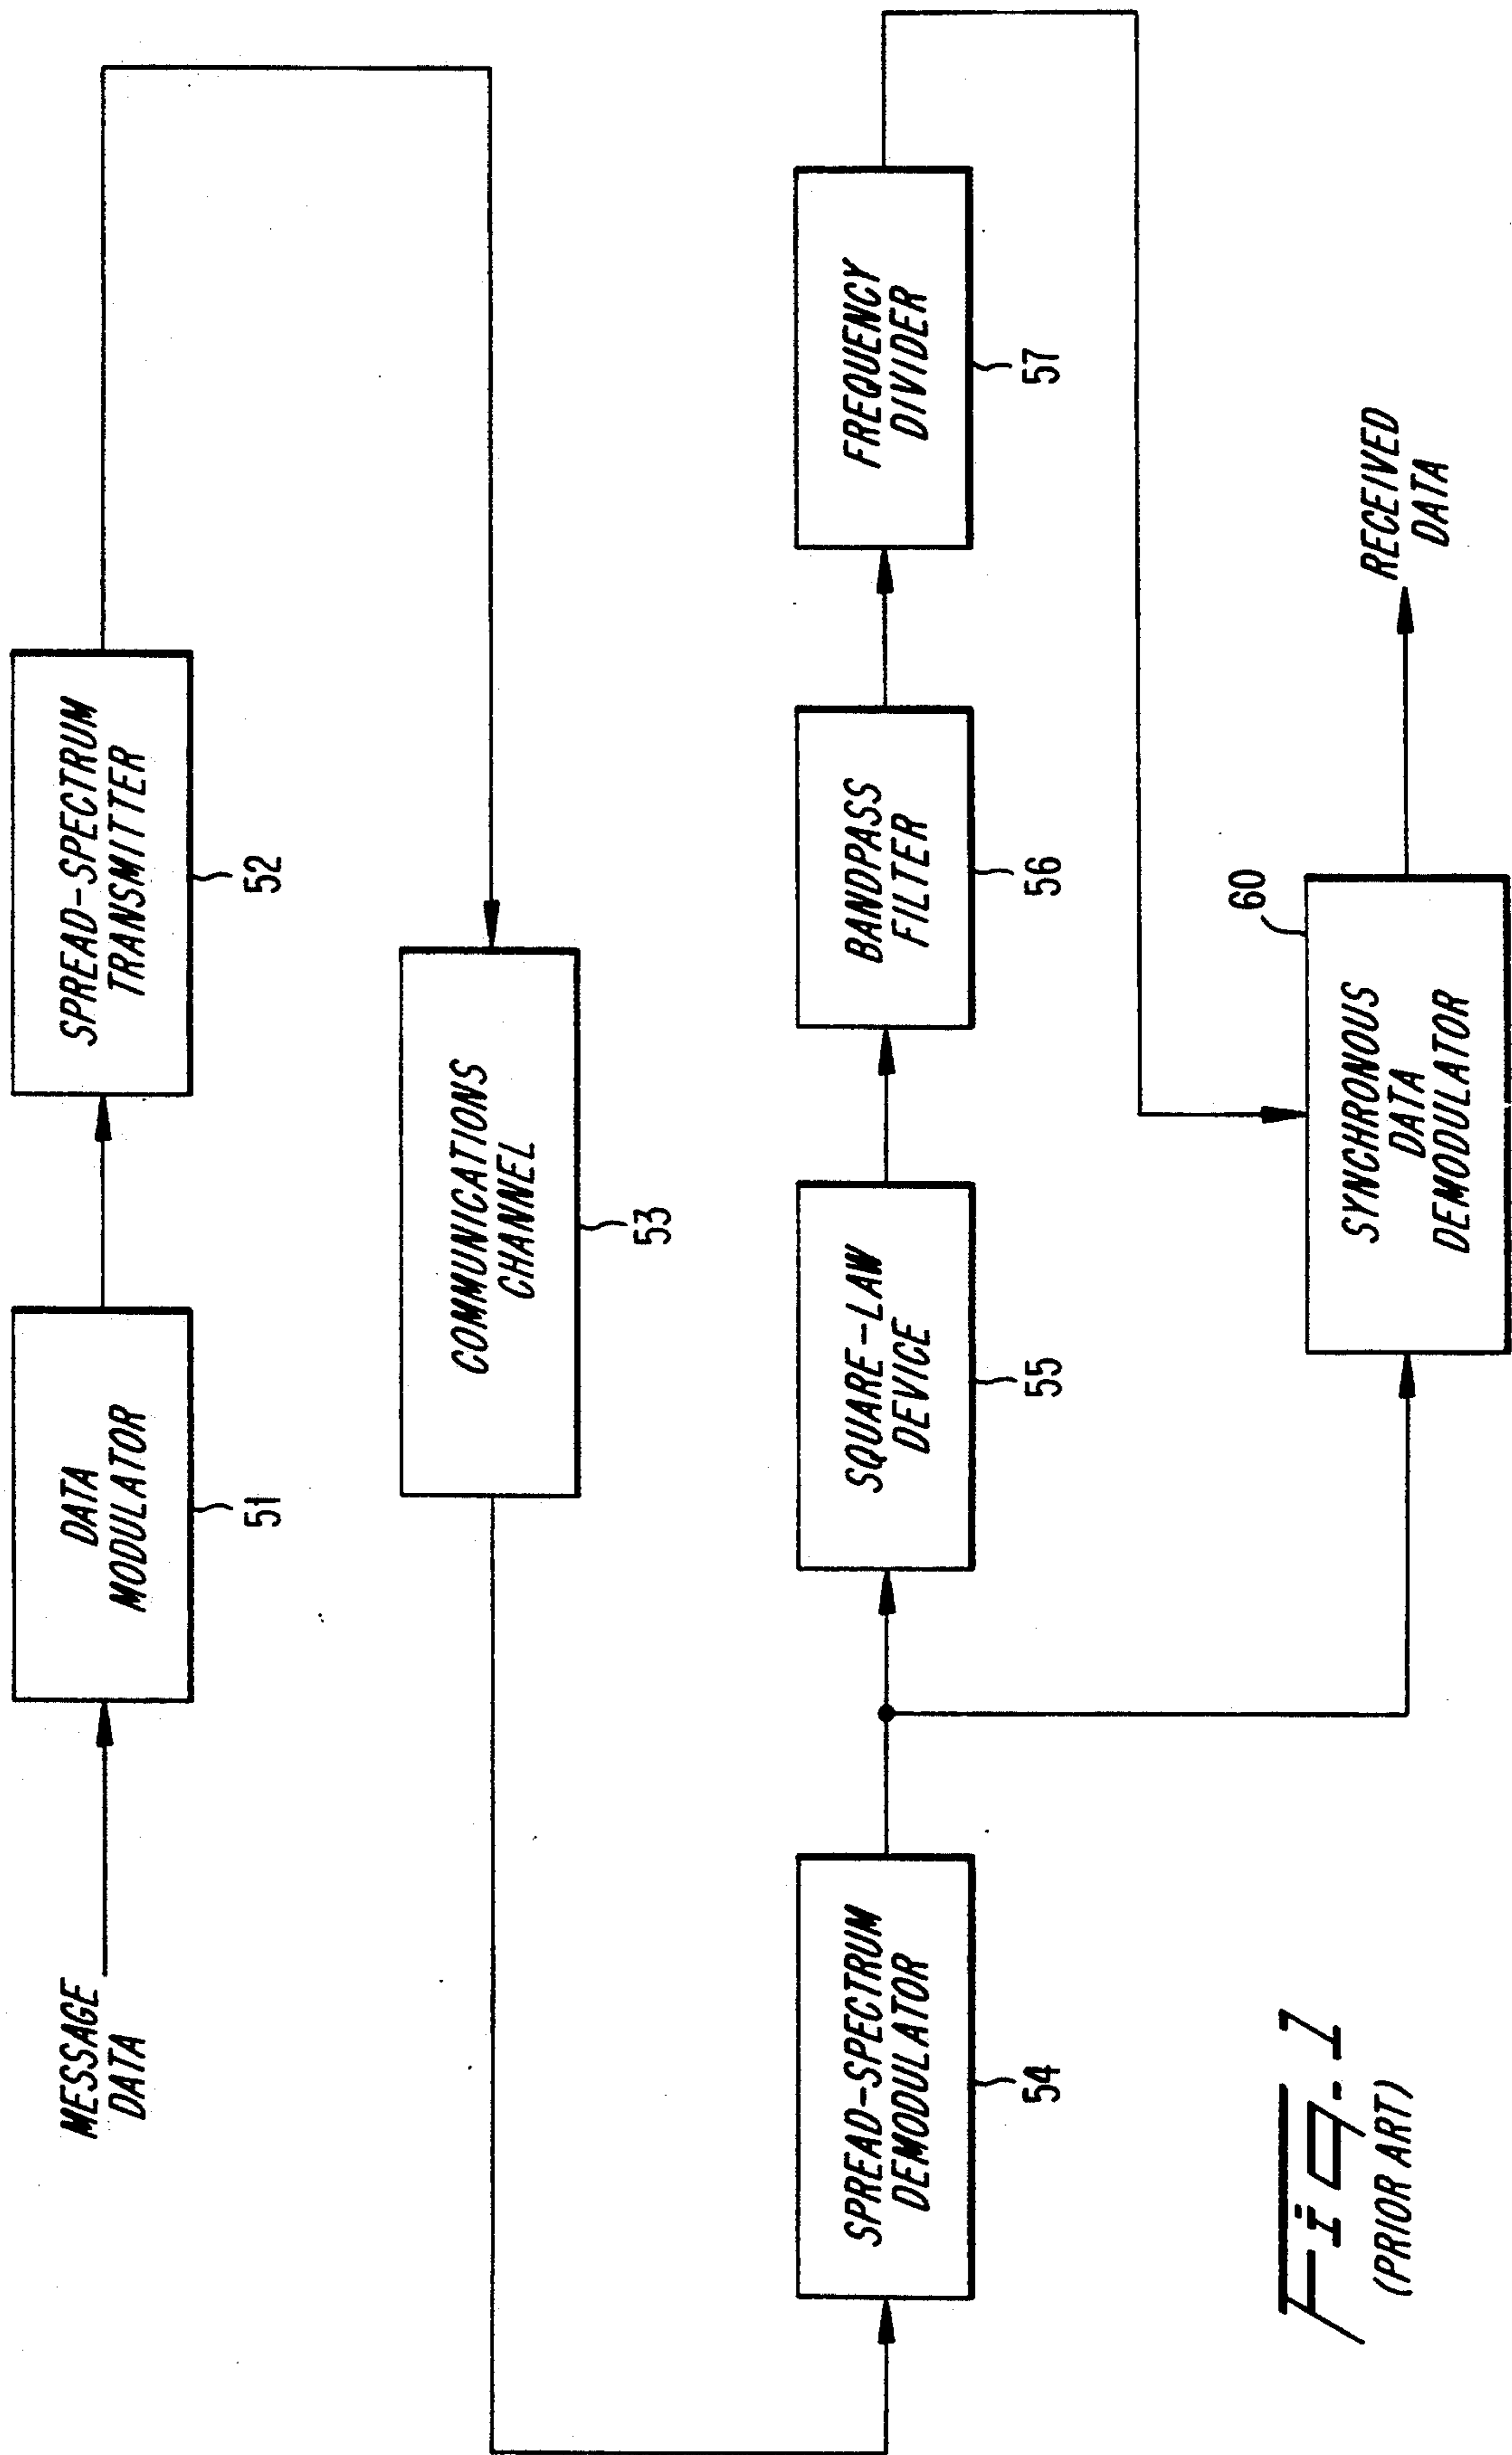 MESSAGE
DATA
DATA
MODULATOR
51
SPREAD-SPECTRUM
TRANSMITTER
52
COMMUNICATIONS
CHANNEL
53
SPREAD-SPECTRUM
DEMODULATOR
54
SQUARE-LAW
DEVICE
55
BANDPASS
FILTER
56
FREQUENCY
DIVIDER
57
SYNCHRONOUS
DATA
DEMODULATOR
60
RECEIVED
DATA
Fig. 1
(PRIOR ART)